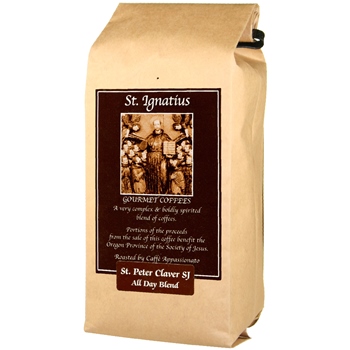 St. Ignatius
GOURMET COFFEES
A very complex & boldly spirited
blend of coffees.
Portions of the proceeds
from the sale of this coffee benefit the
Oregon Province of the Society of Jesus.
Roasted by Caffé Appassionato
St. Peter Claver SJ
All Day Blend